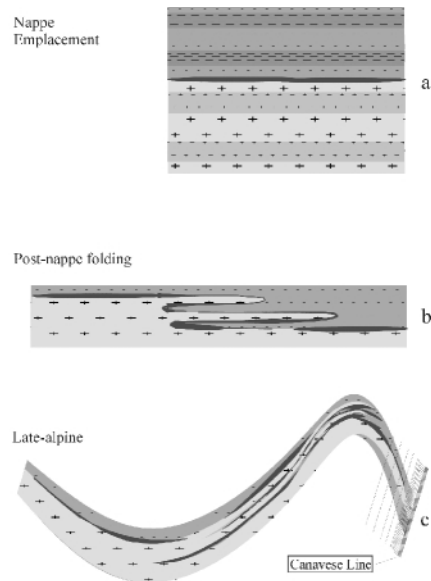 Nappe
Emplacement
a
Post-nappe folding
b
Late-alpine
c
Canavese Line